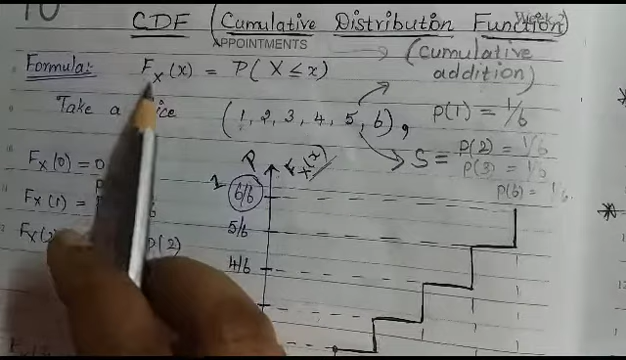 10
CDF (Cumulative Distribution Function)
APPOINTMENTS
(cumulative addition)
Formula:- Fx(x) = P(X ≤ x)
Take a (1, 2, 3, 4, 5, 6), P(1) = 1/6
S = P(2) = 1/6
P(3) = 1/6
P(6) = 1/6
P Fx(x)
Fx(0) = 0
1 6/6
Fx(1) =
5/6
P(2)
4/6